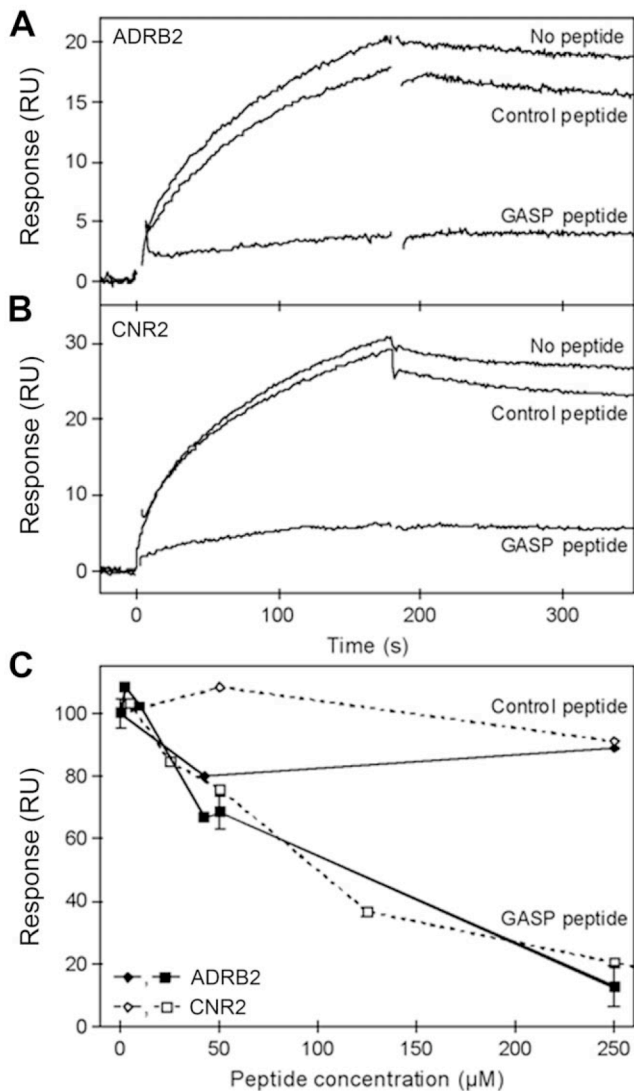 A
ADRB2
20
15
10
5
0
Response (RU)
No peptide
Control peptide
GASP peptide
B
CNR2
30
20
10
0
Response (RU)
No peptide
Control peptide
GASP peptide
0 100 200 300
Time (s)
C
100
80
60
40
20
0
Response (RU)
Control peptide
GASP peptide
, ADRB2
, CNR2
0 50 100 150 200 250
Peptide concentration (µM)